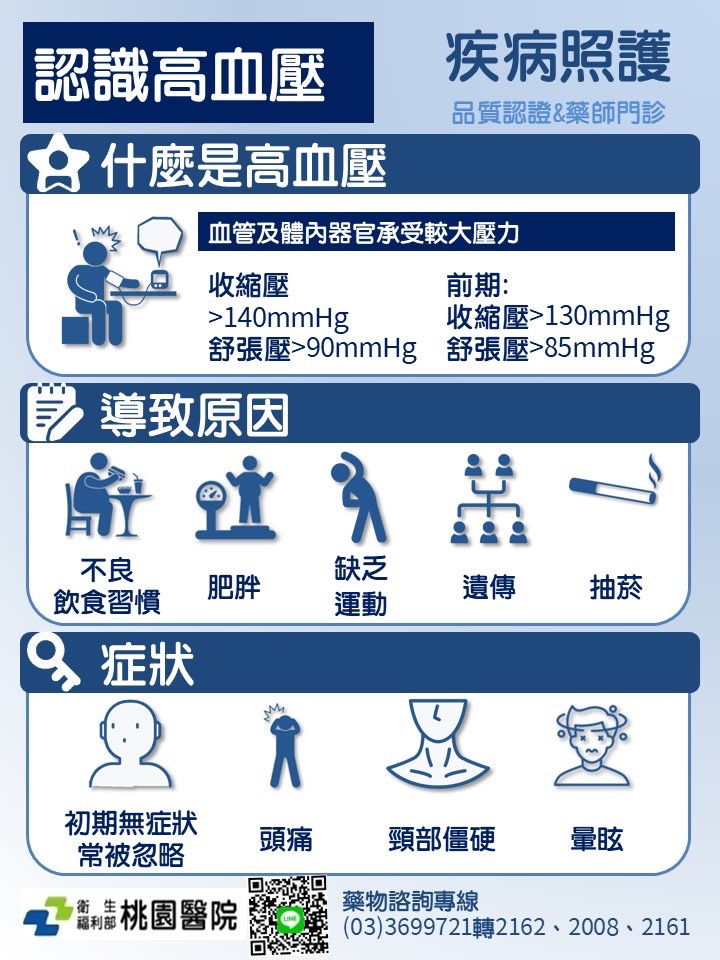 認識高血壓
疾病照護
品質認證&藥師門診
什麼是高血壓
血管及體內器官承受較大壓力
收縮壓
>140mmHg
舒張壓>90mmHg
前期:
收縮壓>130mmHg
舒張壓>85mmHg
導致原因
不良
飲食習慣
肥胖
缺乏
運動
遺傳
抽菸
症狀
初期無症狀
常被忽略
頭痛
頸部僵硬
暈眩
衛生
福利部
桃園醫院
LINE
藥物諮詢專線
(03)3699721轉2162、2008、2161